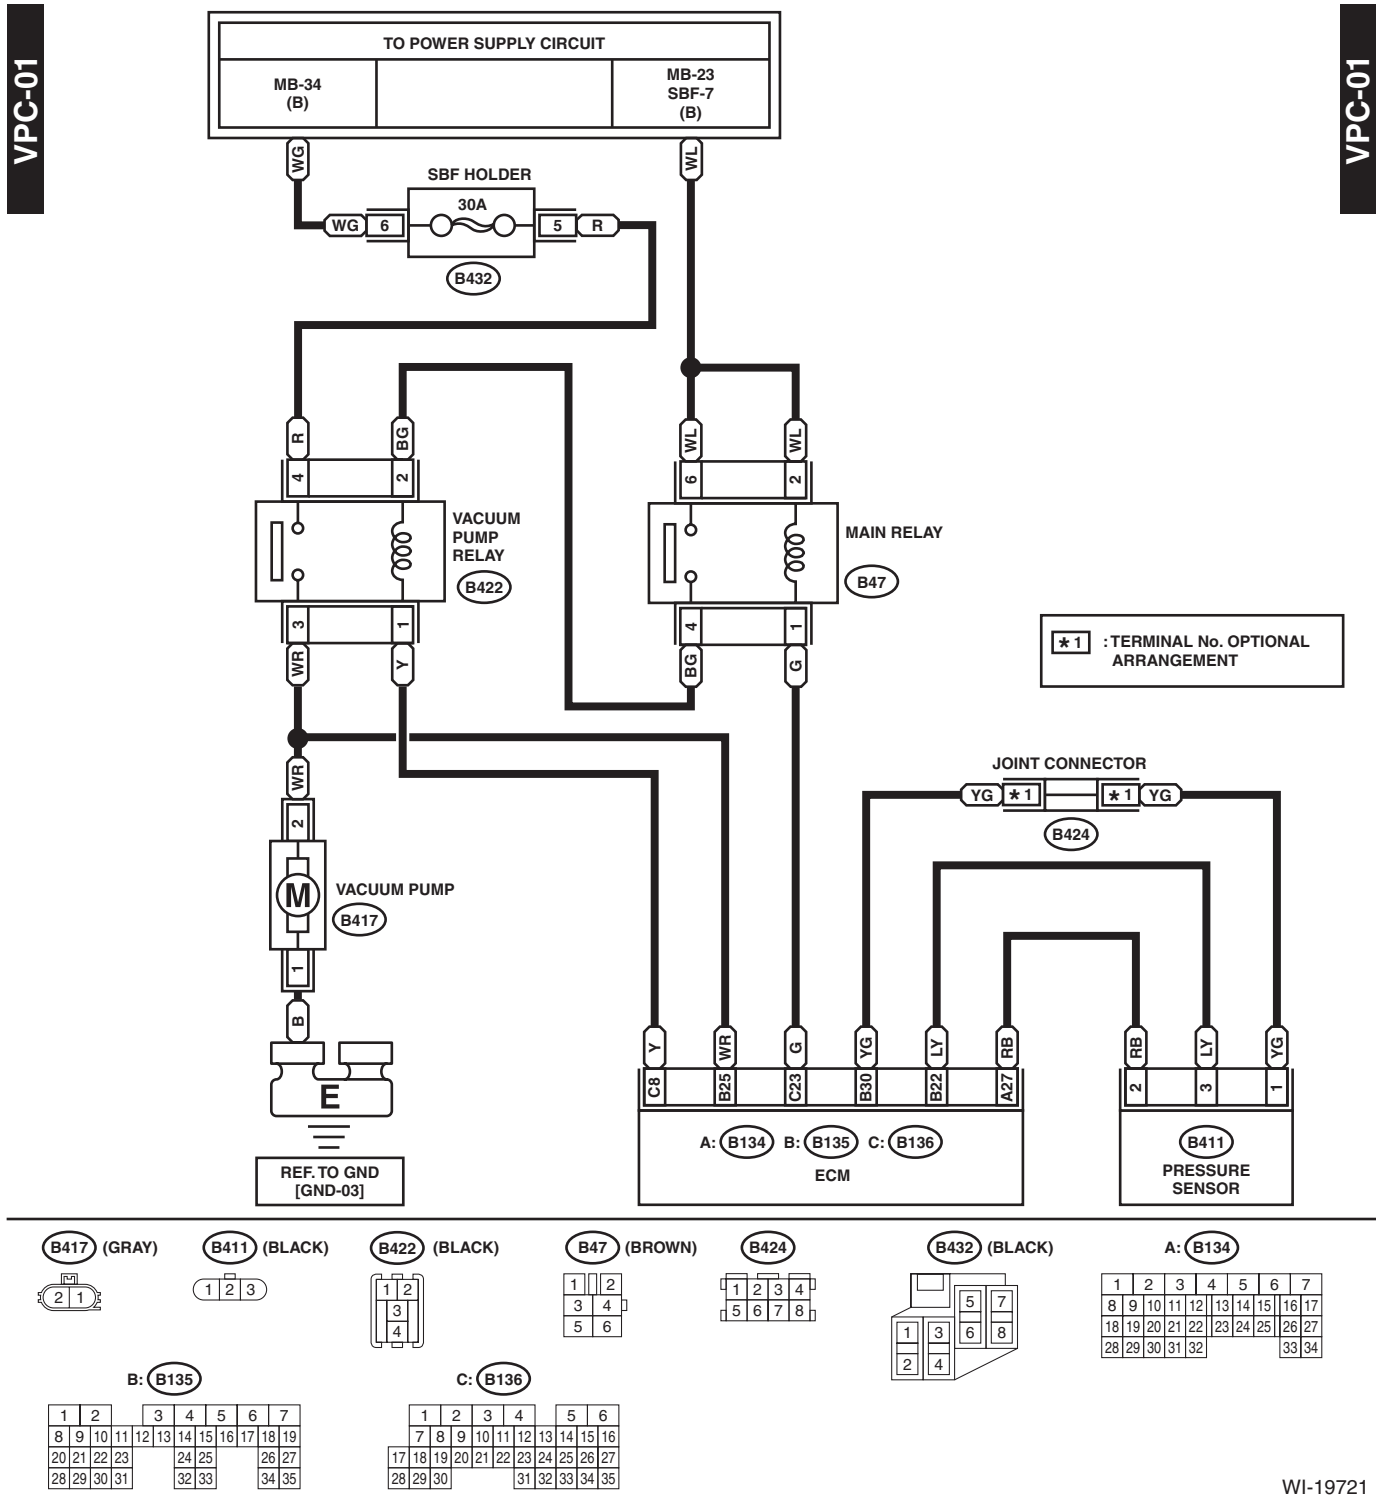 VPC-01
VPC-01
TO POWER SUPPLY CIRCUIT
MB-34
(B)
MB-23
SBF-7
(B)
WG
WL
SBF HOLDER
30A
WG 6 5 R
B432
R BG WL WL
4 2 6 2
VACUUM
PUMP
RELAY
B422
MAIN RELAY
B47
3 1 4 1
WR Y BG G
*1 : TERMINAL No. OPTIONAL
ARRANGEMENT
WR
2
M
VACUUM PUMP
B417
1
B
E
REF. TO GND
[GND-03]
JOINT CONNECTOR
YG *1 *1 YG
B424
Y WR G YG LY RB RB LY YG
C8 B25 C23 B30 B22 A27 2 3 1
A: B134 B: B135 C: B136
ECM
B411
PRESSURE
SENSOR
B417 (GRAY)
2 1
B411 (BLACK)
1 2 3
B422 (BLACK)
1 2
3
4
B47 (BROWN)
1 2
3 4
5 6
B424
1 2 3 4
5 6 7 8
B432 (BLACK)
5 7
6 8
1 3
2 4
A: B134
1 2 3 4 5 6 7
8 9 10 11 12 13 14 15 16 17
18 19 20 21 22 23 24 25 26 27
28 29 30 31 32 33 34
B: B135
1 2 3 4 5 6 7
8 9 10 11 12 13 14 15 16 17 18 19
20 21 22 23 24 25 26 27
28 29 30 31 32 33 34 35
C: B136
1 2 3 4 5 6
7 8 9 10 11 12 13 14 15 16
17 18 19 20 21 22 23 24 25 26 27
28 29 30 31 32 33 34 35
WI-19721